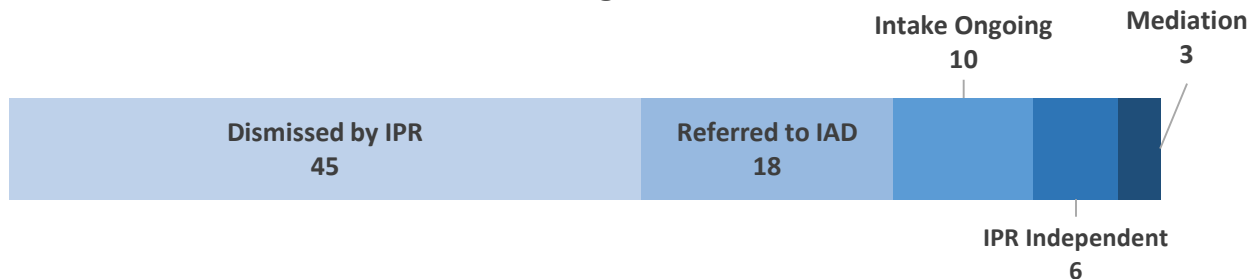 Intake Ongoing
10
Mediation
3
Dismissed by IPR
45
Referred to IAD
18
IPR Independent
6